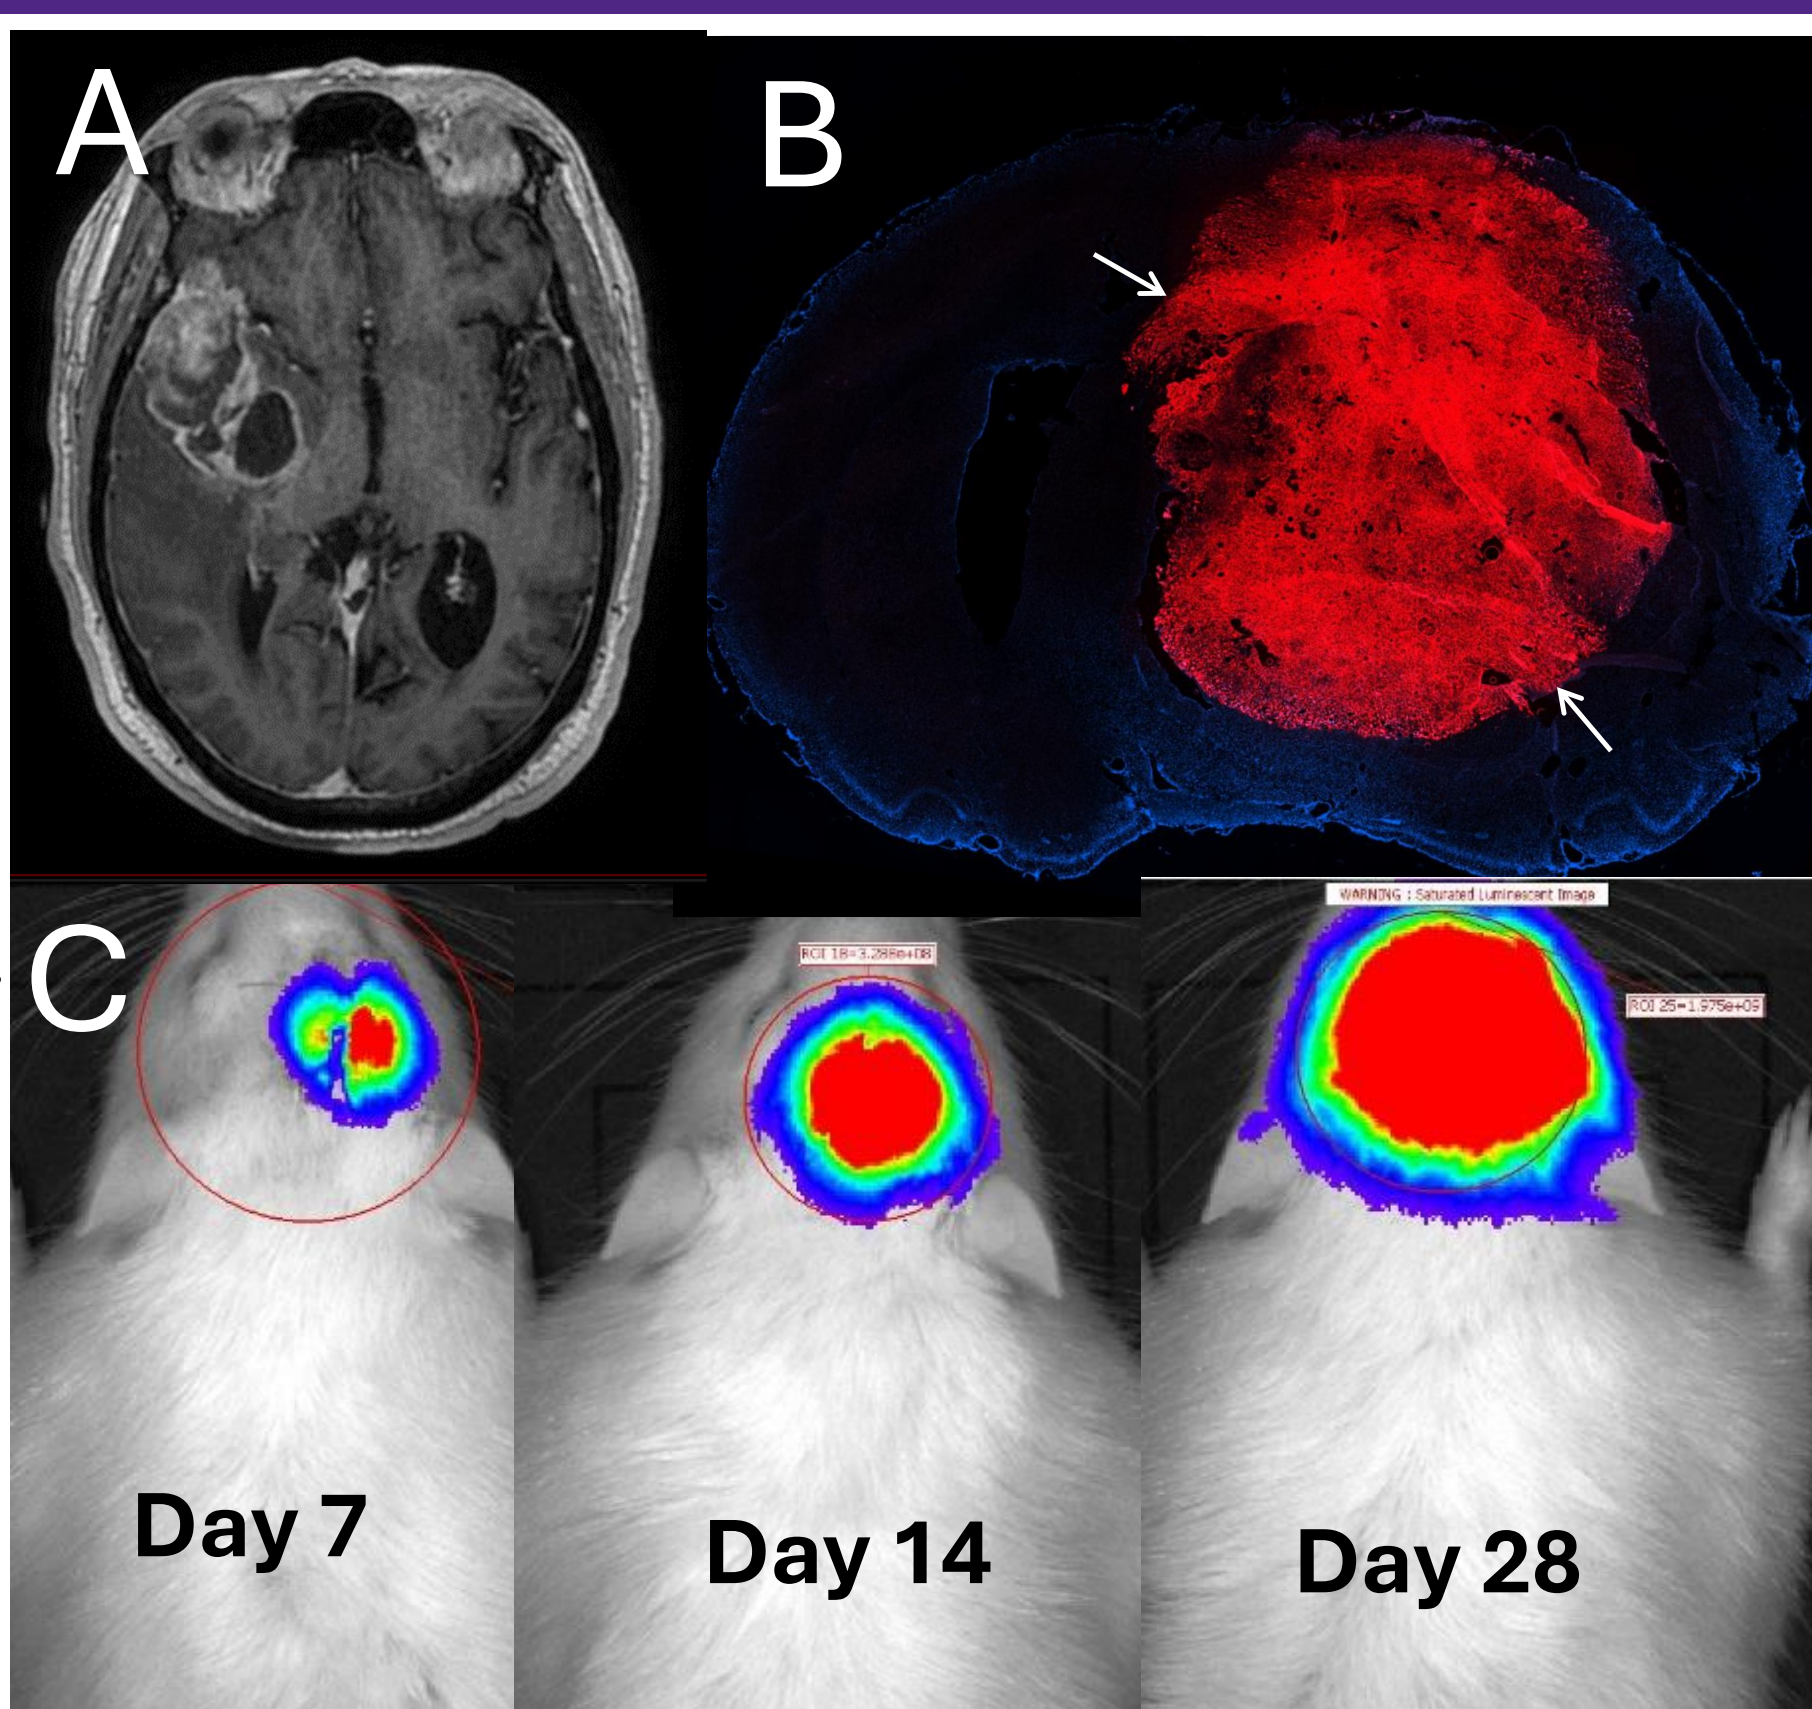 A
B
C
WARNING : Saturated Luminescent Image
ROI 18=3.288e+08
ROI 25=1.975e+09
Day 7
Day 14
Day 28